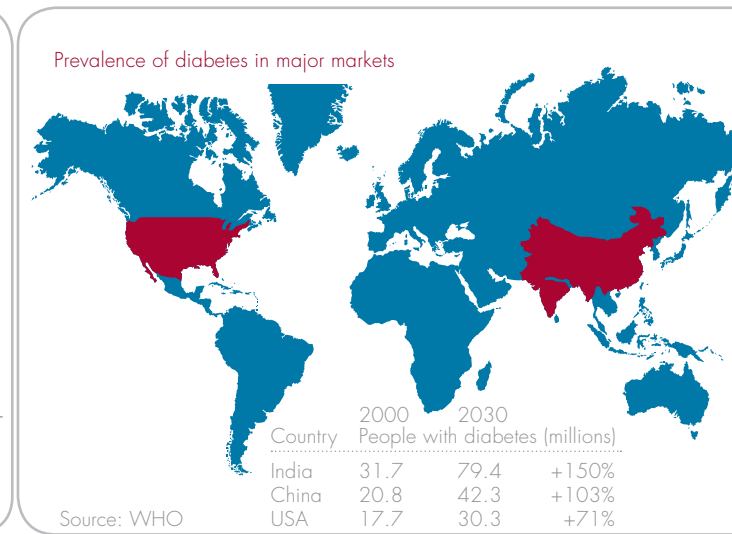 Prevalence of diabetes in major markets
2000 2030
Country People with diabetes (millions)
India 31.7 79.4 +150%
China 20.8 42.3 +103%
Source: WHO USA 17.7 30.3 +71%